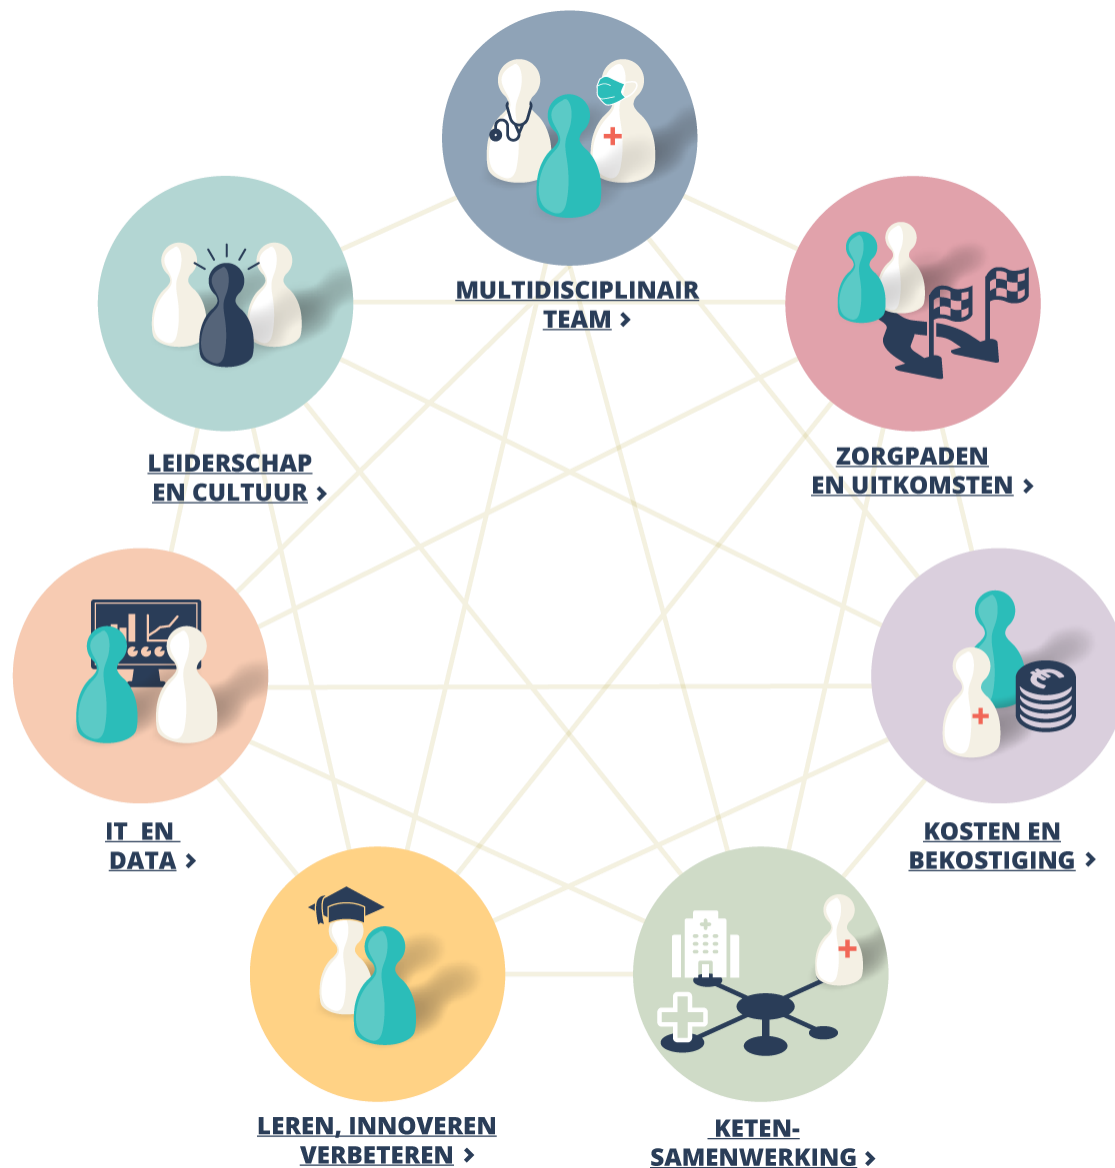 MULTIDISCIPLINAIR
TEAM >
ZORGPADEN
EN UITKOMSTEN >
LEIDERSCHAP
EN CULTUUR >
IT EN
DATA >
KOSTEN EN
BEKOSTIGING >
LEREN, INNOVEREN
VERBETEREN >
KETEN-
SAMENWERKING >